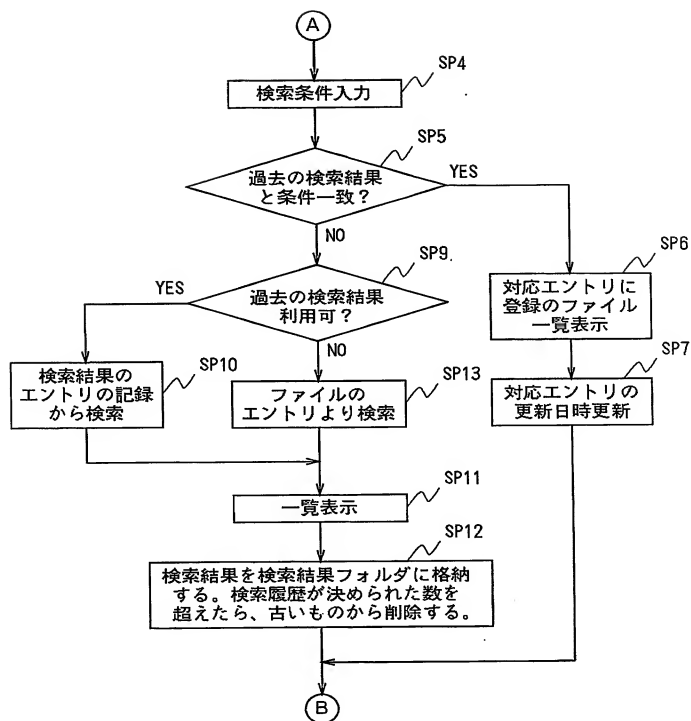 A
SP4
検索条件入力
SP5
過去の検索結果
と条件一致?
YES
NO
SP9
過去の検索結果
利用可?
YES
NO
SP6
対応エントリに
登録のファイル
一覧表示
SP7
対応エントリの
更新日時更新
SP10
検索結果の
エントリの記録
から検索
SP13
ファイルの
エントリより検索
SP11
一覧表示
SP12
検索結果を検索結果フォルダに格納
する。検索履歴が決められた数を
超えたら、古いものから削除する。
B